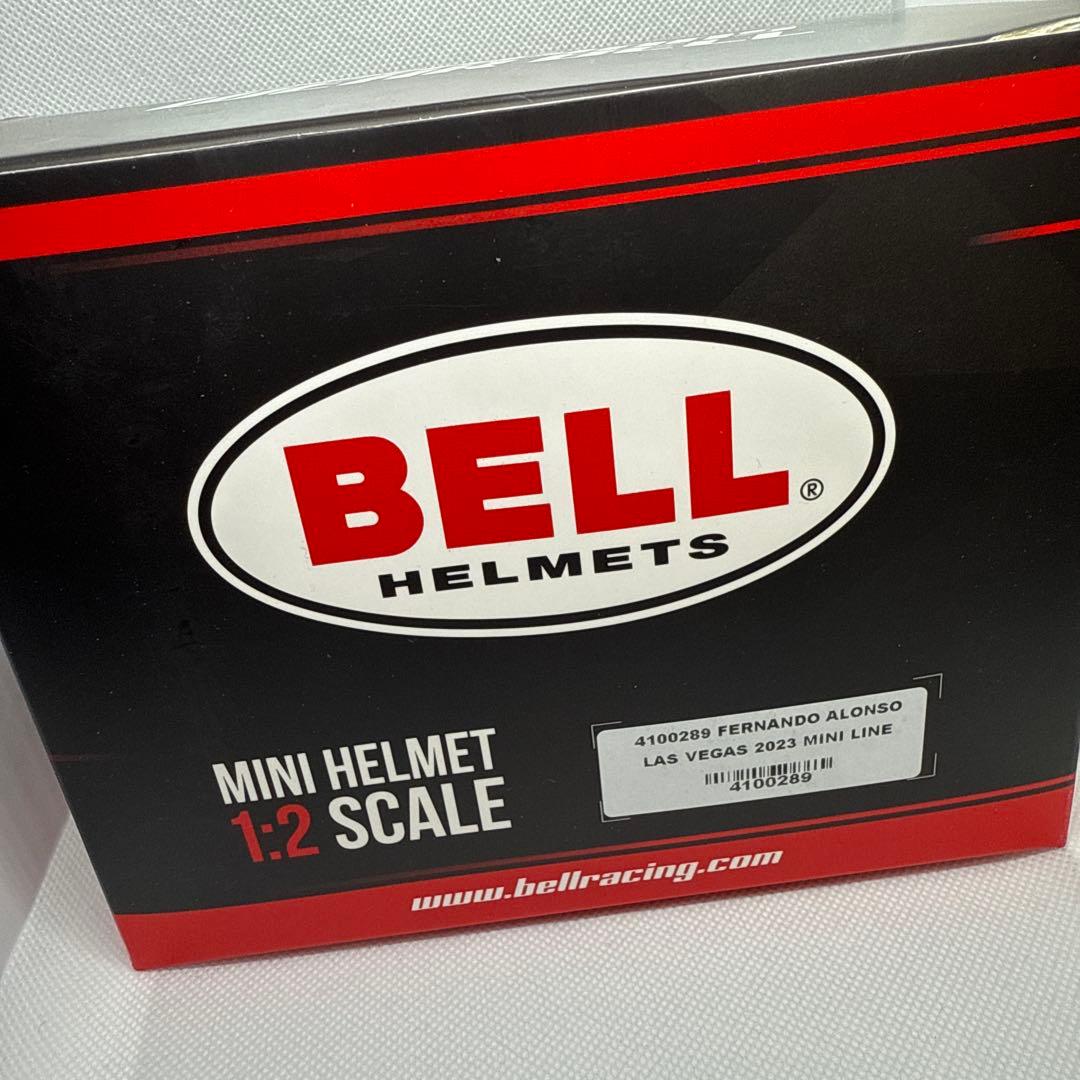 BELL®
HELMETS
MINI HELMET
1:2 SCALE
4100289 FERNANDO ALONSO
LAS VEGAS 2023 MINI LINE
4100289
www.bellracing.com